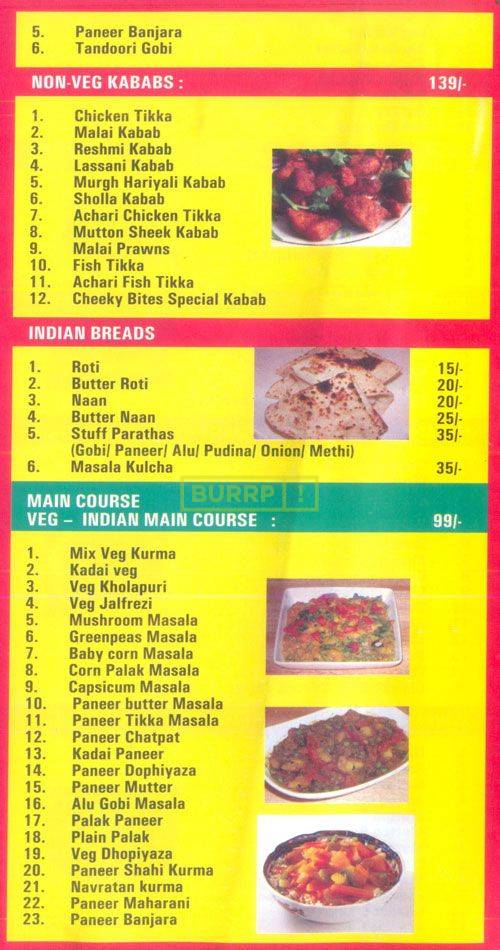 5. Paneer Banjara
6. Tandoori Gobi
NON-VEG KABABS : 139/-
1. Chicken Tikka
2. Malai Kabab
3. Reshmi Kabab
4. Lassani Kabab
5. Murgh Hariyali Kabab
6. Sholla Kabab
7. Achari Chicken Tikka
8. Mutton Sheek Kabab
9. Malai Prawns
10. Fish Tikka
11. Achari Fish Tikka
12. Cheeky Bites Special Kabab
INDIAN BREADS
1. Roti 15/-
2. Butter Roti 20/-
3. Naan 20/-
4. Butter Naan 25/-
5. Stuff Parathas 35/-
(Gobi/ Paneer/ Alu/ Pudina/ Onion/ Methi)
6. Masala Kulcha 35/-
BURRP!
MAIN COURSE
VEG – INDIAN MAIN COURSE : 99/-
1. Mix Veg Kurma
2. Kadai veg
3. Veg Kholapuri
4. Veg Jalfrezi
5. Mushroom Masala
6. Greenpeas Masala
7. Baby corn Masala
8. Corn Palak Masala
9. Capsicum Masala
10. Paneer butter Masala
11. Paneer Tikka Masala
12. Paneer Chatpat
13. Kadai Paneer
14. Paneer Dophiyaza
15. Paneer Mutter
16. Alu Gobi Masala
17. Palak Paneer
18. Plain Palak
19. Veg Dhopiyaza
20. Paneer Shahi Kurma
21. Navratan kurma
22. Paneer Maharani
23. Paneer Banjara